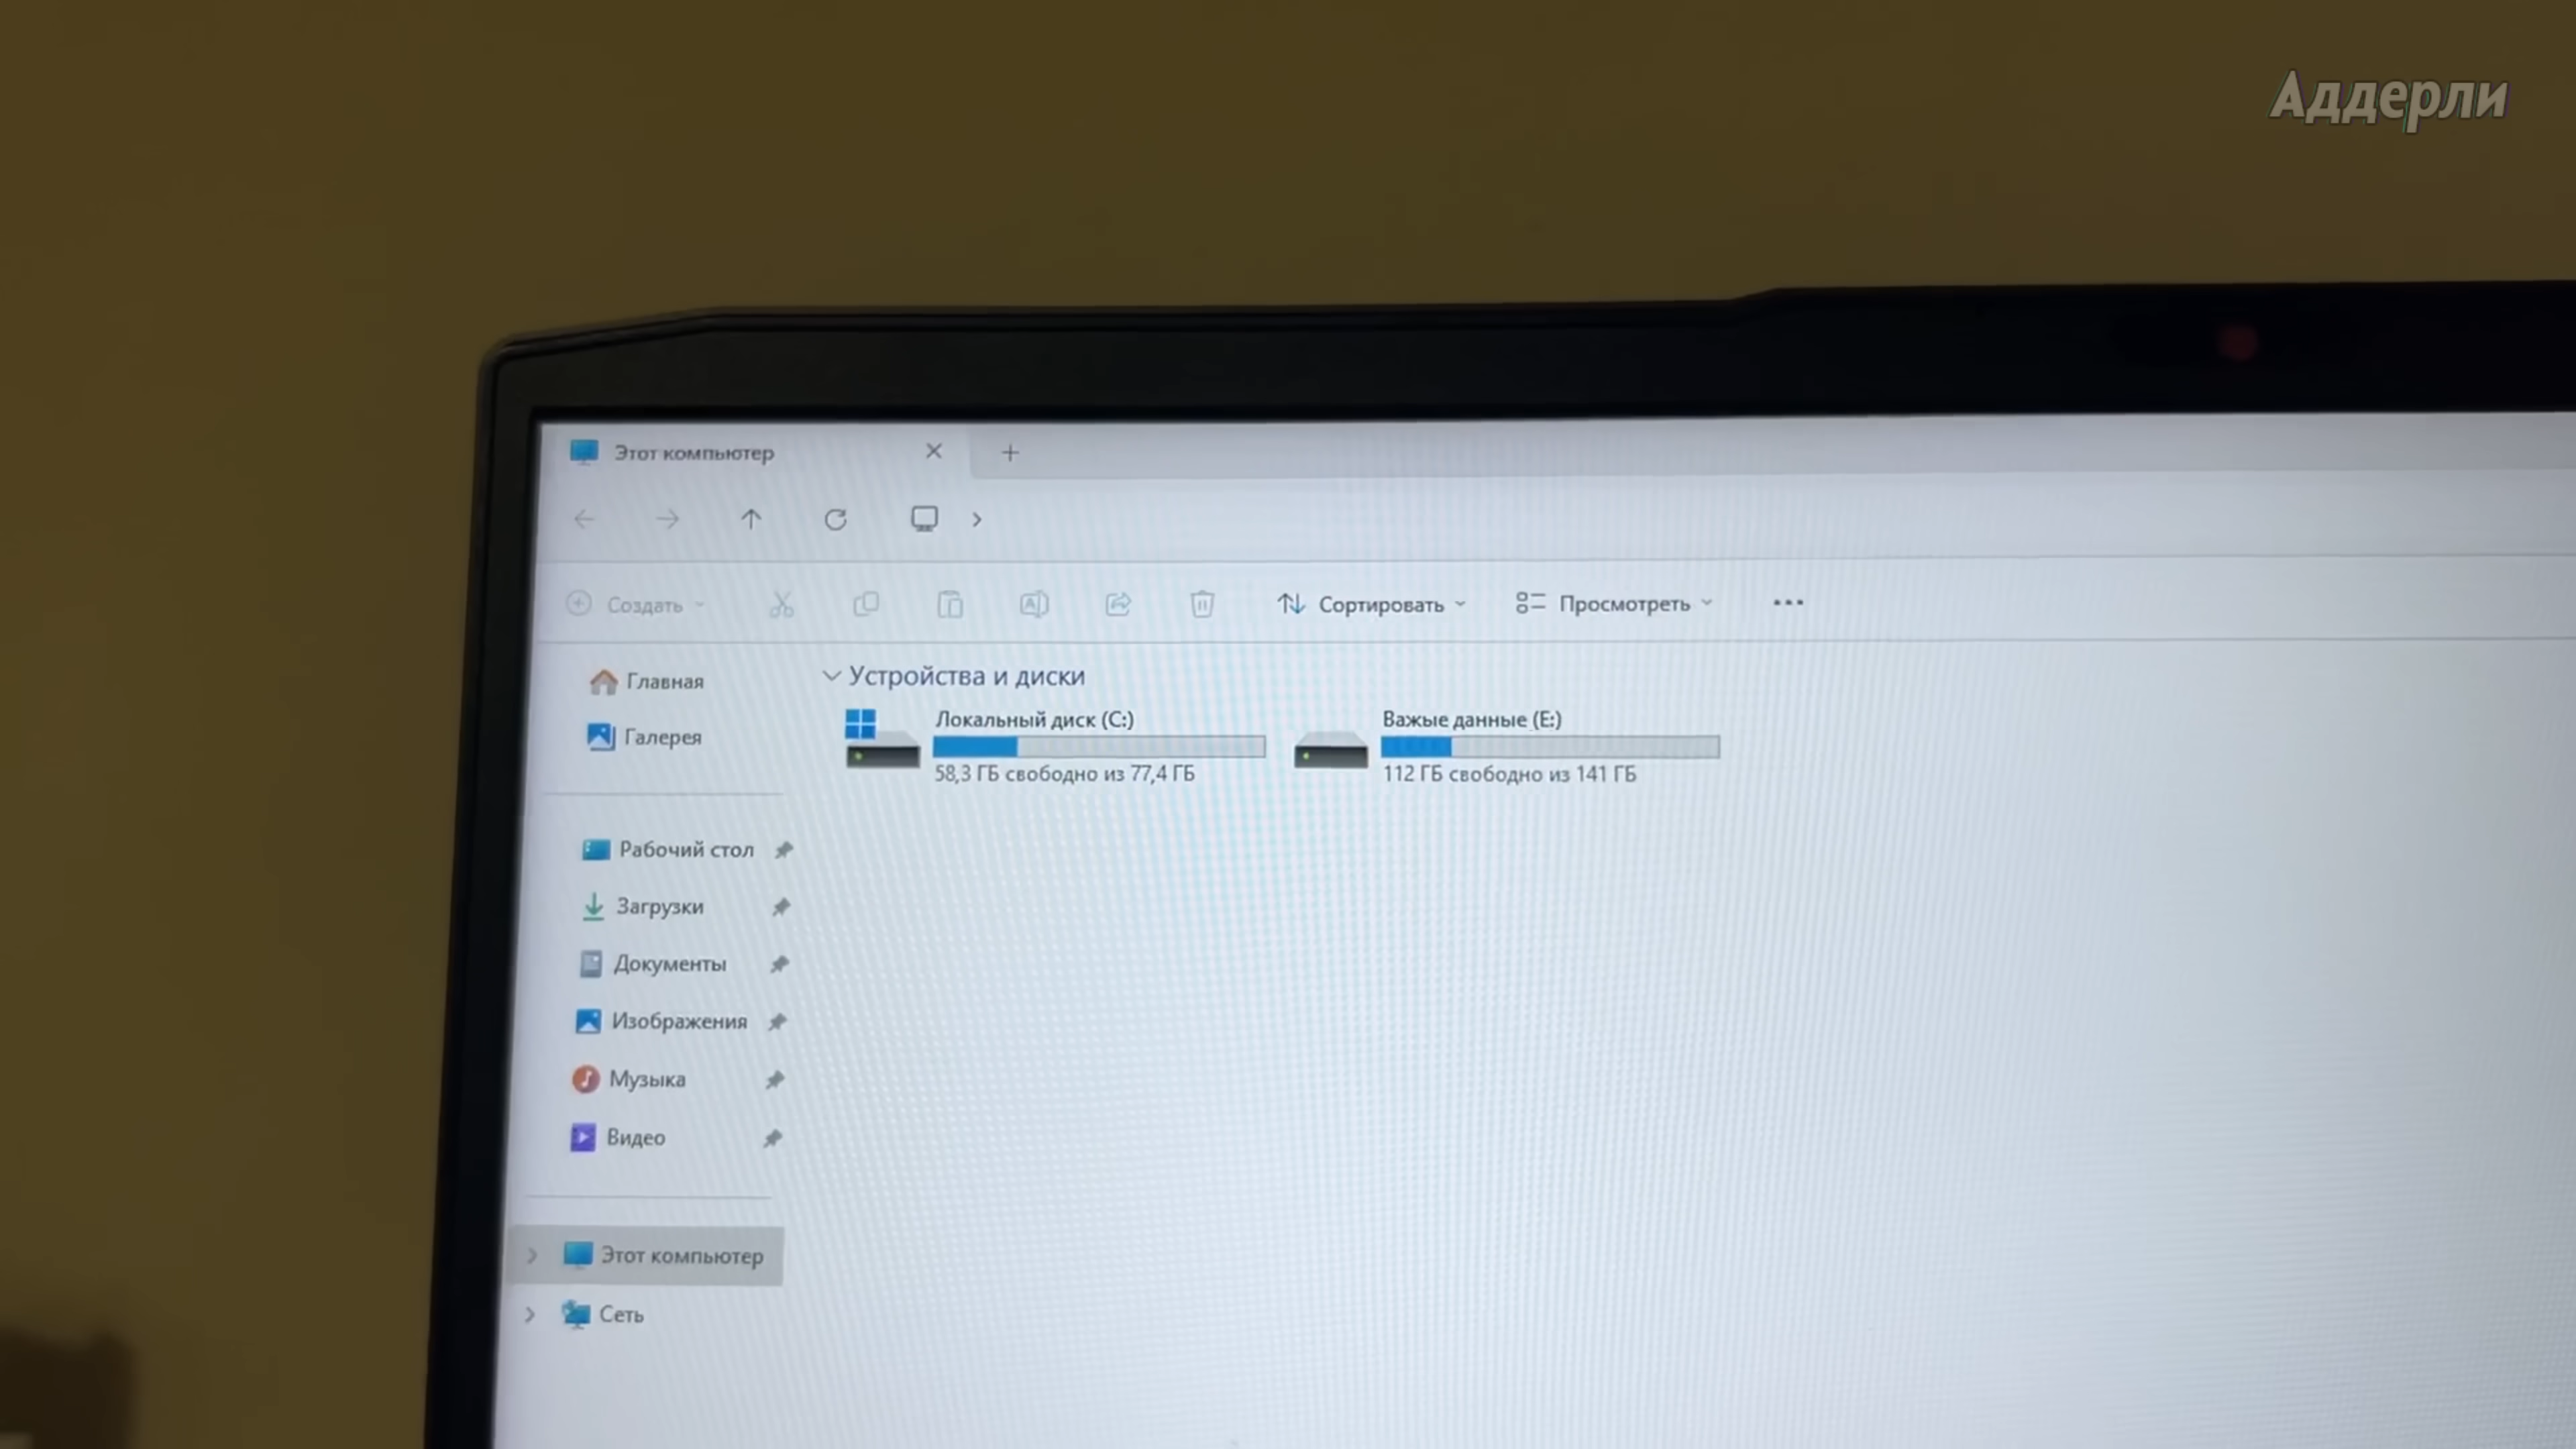 Аддерли
Этот компьютер
Создать
Сортировать
Просмотреть
Главная
Галерея
Рабочий стол
Загрузки
Документы
Изображения
Музыка
Видео
Этот компьютер
Сеть
Устройства и диски
Локальный диск (C:)
58,3 ГБ свободно из 77,4 ГБ
Важые данные (E:)
112 ГБ свободно из 141 ГБ